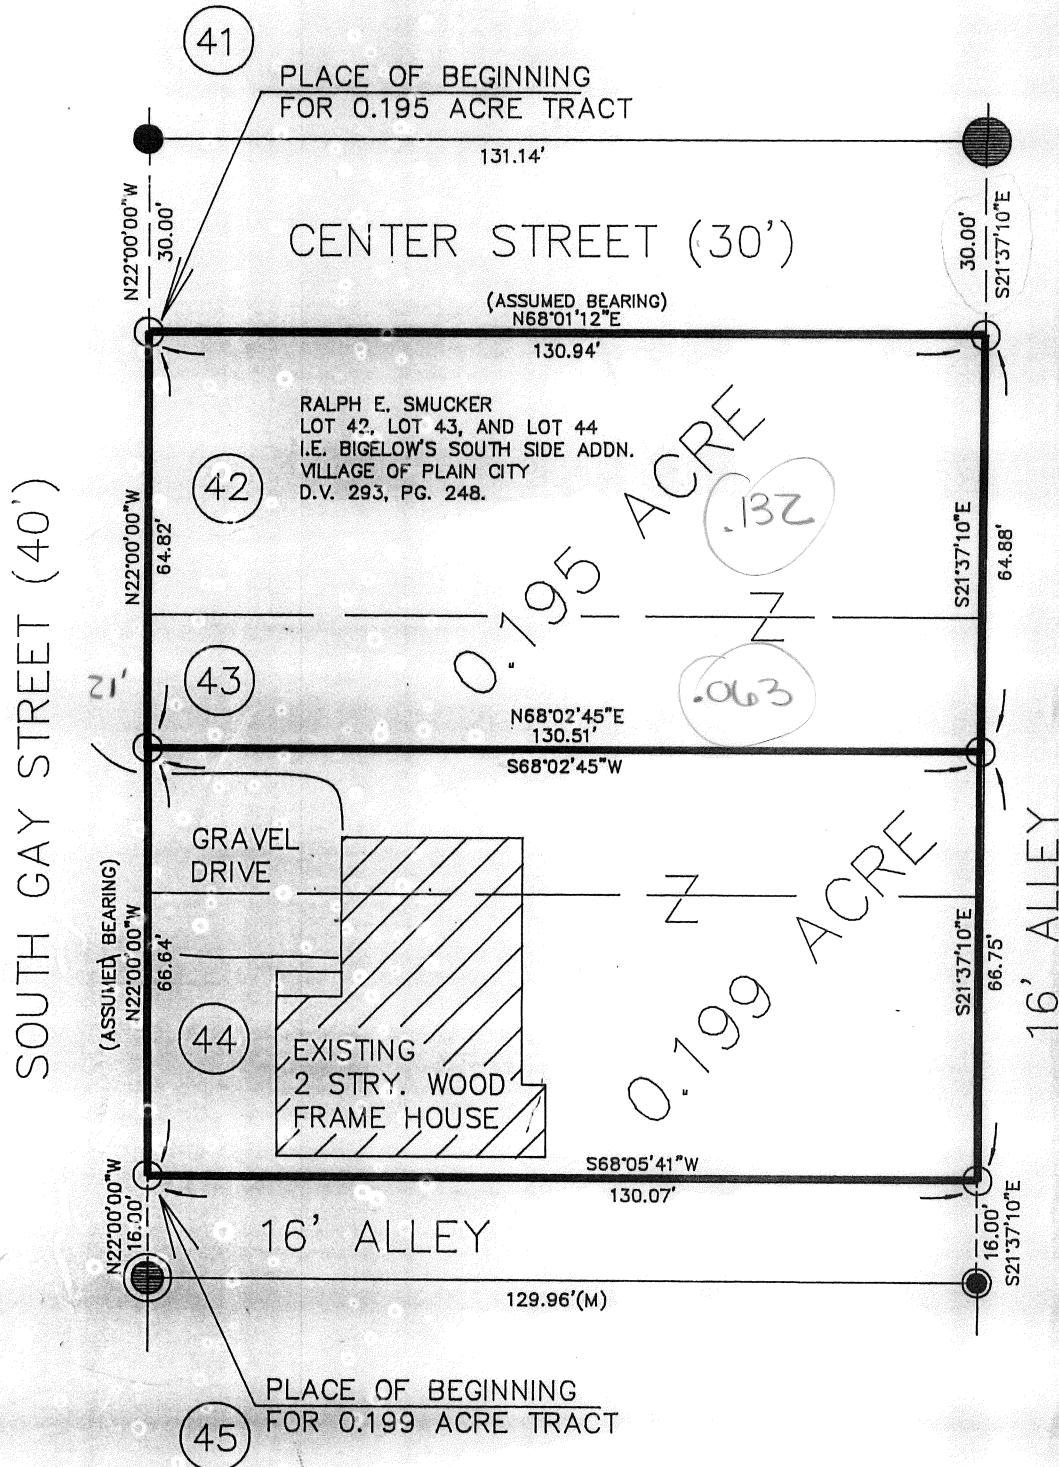 41
PLACE OF BEGINNING
FOR 0.195 ACRE TRACT
131.14'
N22°00'00"W
30.00'
CENTER STREET (30')
30.00'
S21°37'10"E
(ASSUMED BEARING)
N68°01'12"E
130.94'
RALPH E. SMUCKER
LOT 42, LOT 43, AND LOT 44
I.E. BIGELOW'S SOUTH SIDE ADDN.
VILLAGE OF PLAIN CITY
D.V. 293, PG. 248.
42
0.195 ACRE
.132
SOUTH GAY STREET (40')
N22°00'00"W
64.82'
S21°37'10"E
64.88'
Z
43
12'
.063
N68°02'45"E
130.51'
S68°02'45"W
GRAVEL
DRIVE
Z
0.199 ACRE
16' ALLEY
(ASSUMED BEARING)
N22°00'00"W
66.64'
S21°37'10"E
66.75'
44
EXISTING
2 STRY. WOOD
FRAME HOUSE
S68°05'41"W
130.07'
N22°00'00"W
16.00'
16' ALLEY
16.00'
S21°37'10"E
129.96'(M)
PLACE OF BEGINNING
FOR 0.199 ACRE TRACT
45